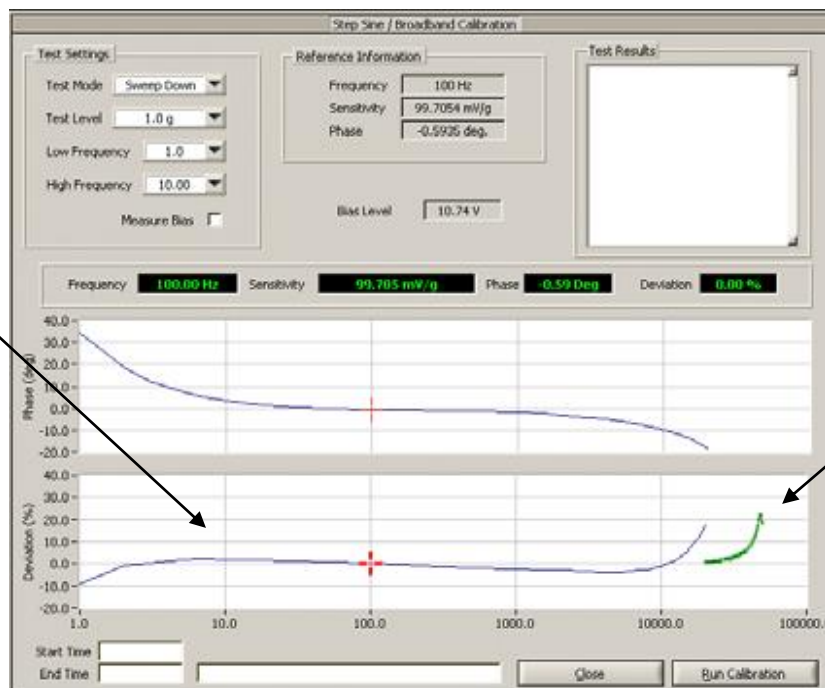 Step Sine / Broadband Calibration
Test Settings
Test Mode Sweep Down
Test Level 1.0 g
Low Frequency 1.0
High Frequency 10.00
Measure Bias
Reference Information
Frequency 100 Hz
Sensitivity 99.7054 mV/g
Phase -0.5935 deg.
Bias Level 10.74 V
Test Results
Frequency 100.00 Hz Sensitivity 99.705 mV/g Phase -0.59 Deg Deviation 0.00 %
Phase (deg)
40.0
30.0
20.0
10.0
0.0
-10.0
-20.0
Deviation (%)
40.0
30.0
20.0
10.0
0.0
-10.0
-20.0
1.0 10.0 100.0 1000.0 10000.0 100000.0
Start Time
End Time
Close Run Calibration